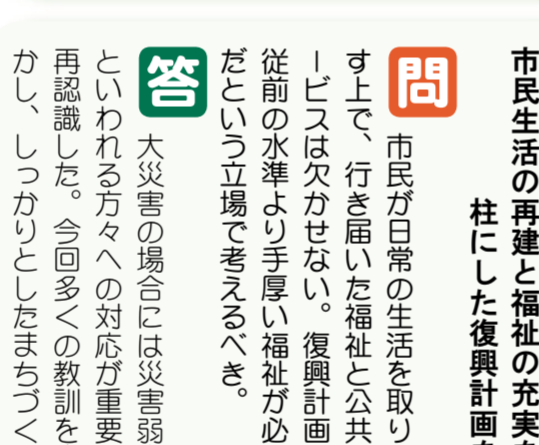 市民生活の再建と福祉の充実
柱にした復興計画
問
市民が日常の生活を取り
す上で、行き届いた福祉と公共
ービスは欠かせない。復興計画
従前の水準より手厚い福祉が必
だという立場で考えるべき。
答
大災害の場合には災害弱
といわれる方々への対応が重要
再認識した。今回多くの教訓を
かし、しっかりとしたまちづく